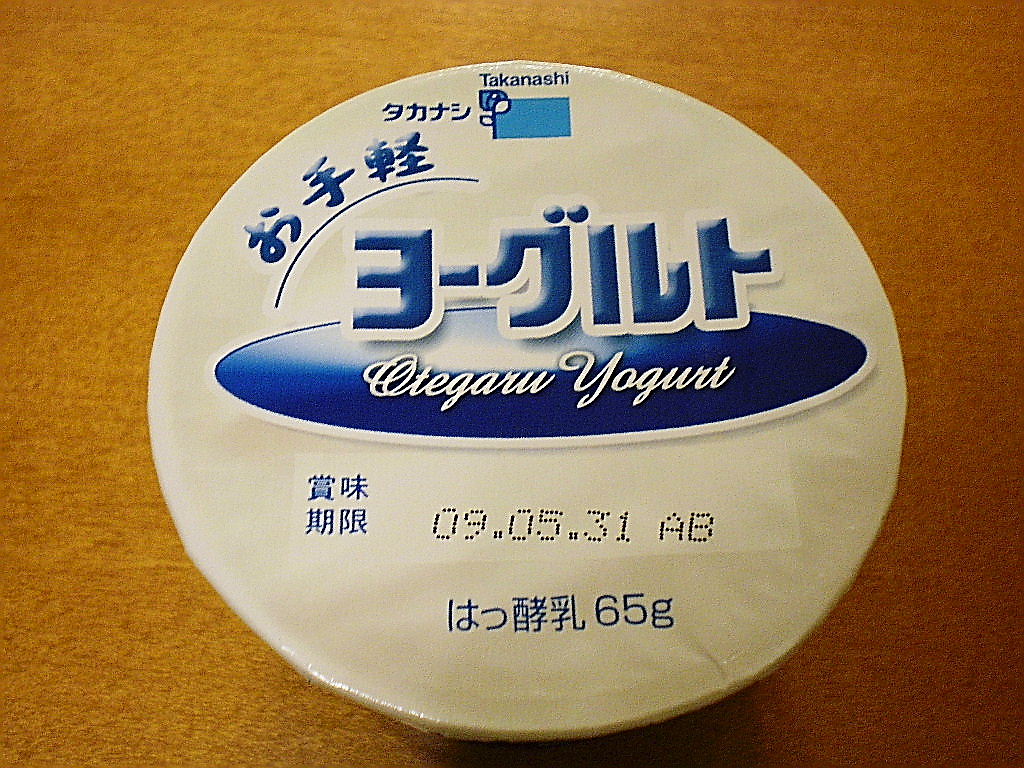 Takanashi
タカナシ
お手軽
ヨーグルト
Otegaru Yogurt
賞味
期限
09.05.31 AB
はっ酵乳 65g